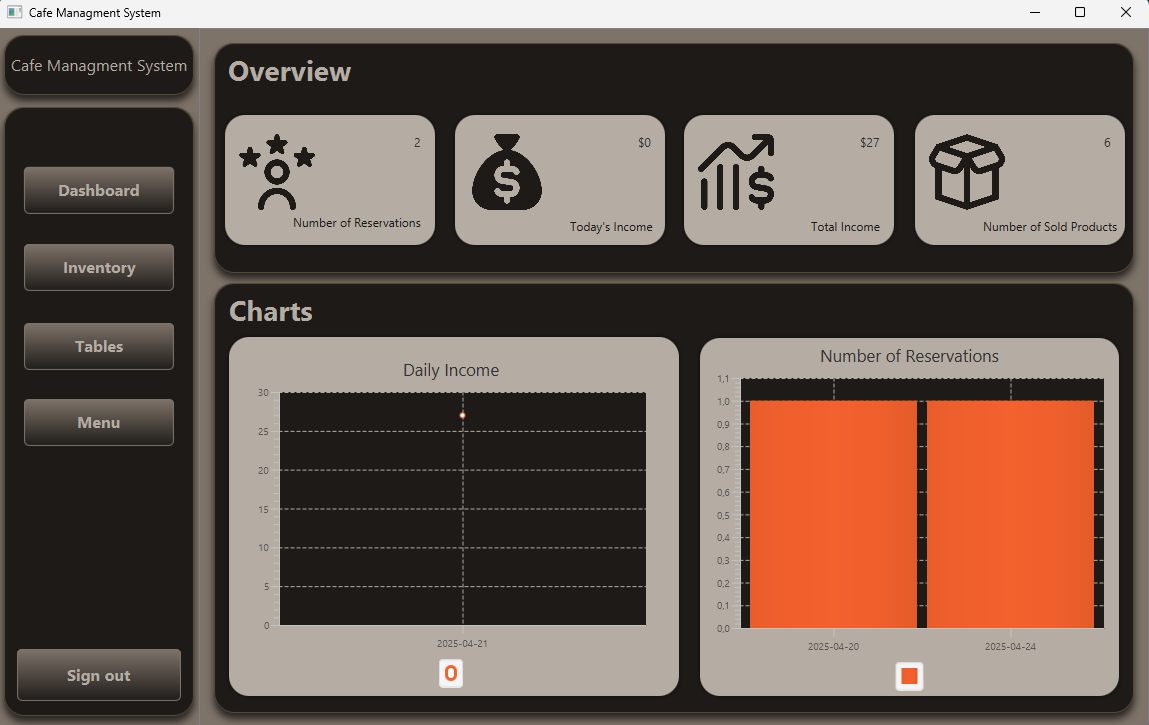 Cafe Managment System
Cafe Managment System
Dashboard
Inventory
Tables
Menu
Sign out
Overview
2
Number of Reservations
$0
Today's Income
$27
Total Income
6
Number of Sold Products
Charts
Daily Income
30
25
20
15
10
5
0
2025-04-21
Number of Reservations
1,1
1,0
0,9
0,8
0,7
0,6
0,5
0,4
0,3
0,2
0,1
0,0
2025-04-20 2025-04-24